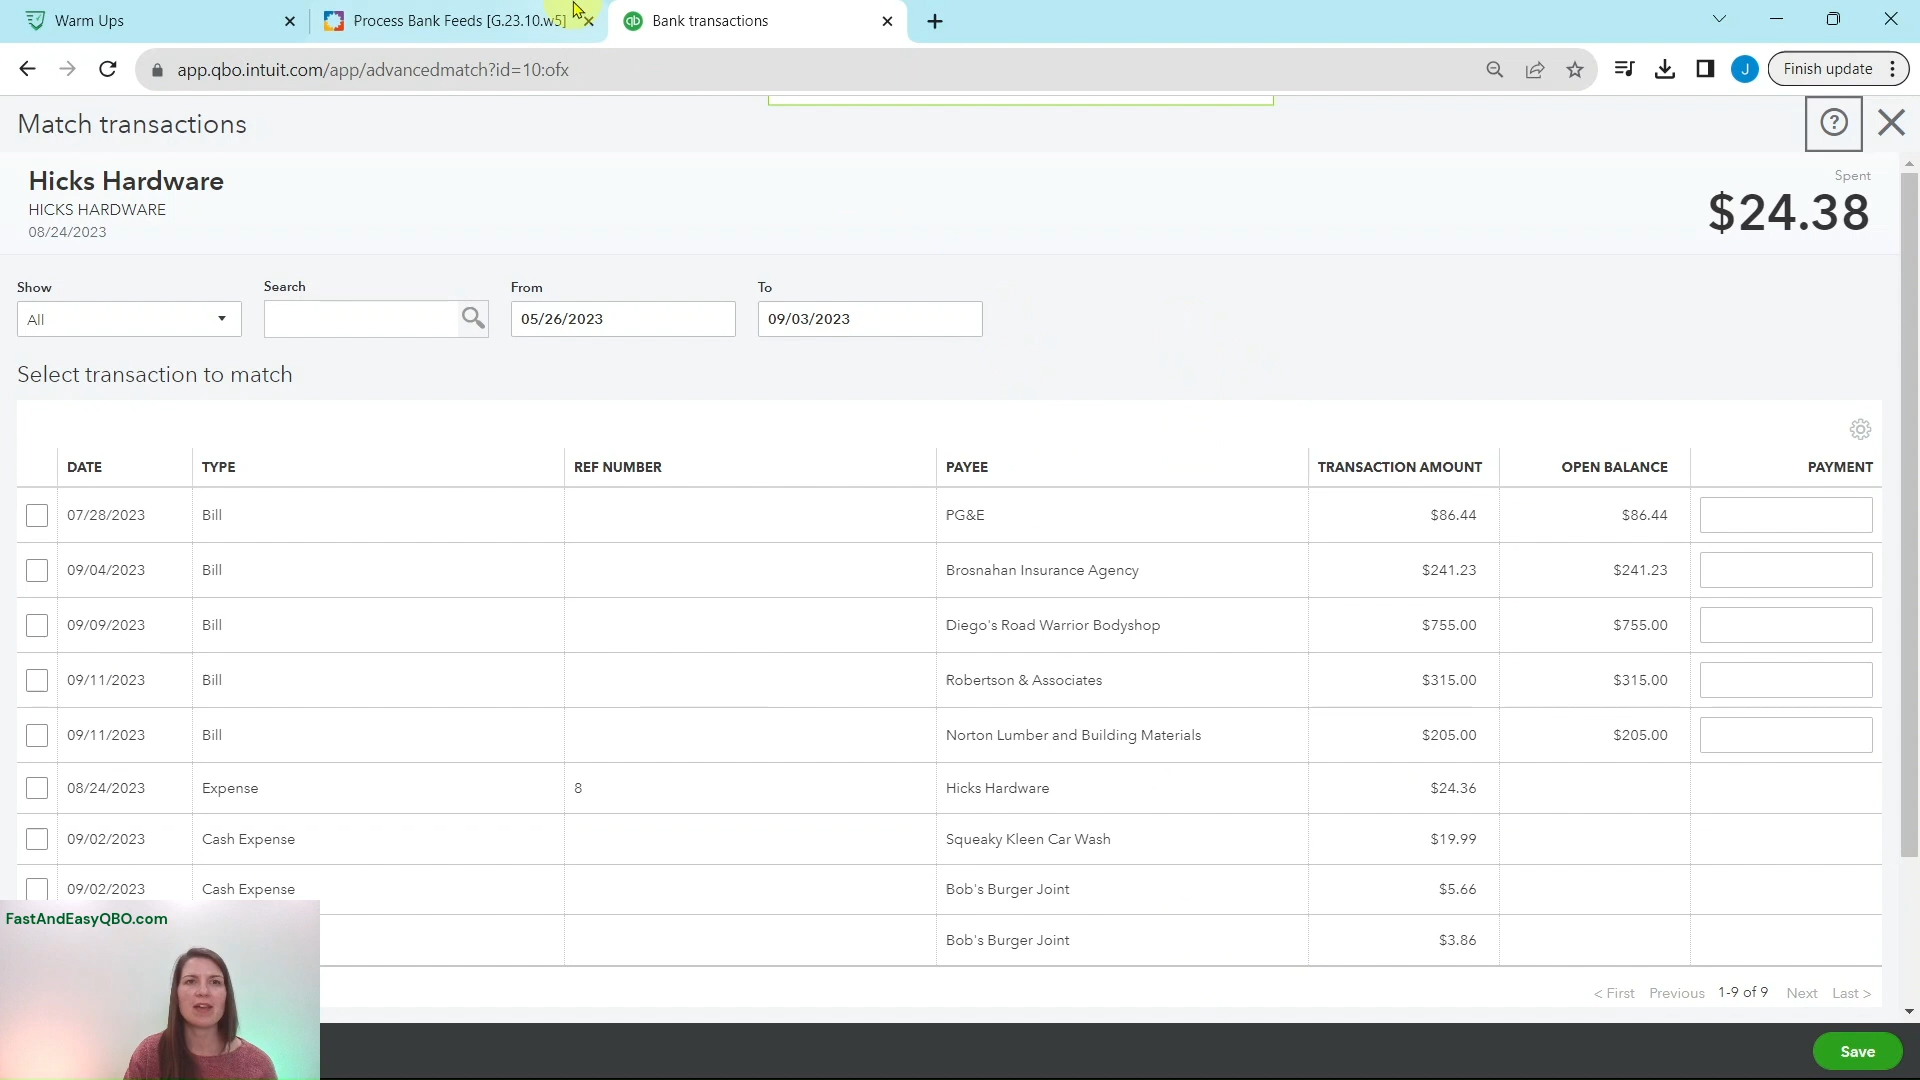 Warm Ups
Process Bank Feeds [G.23.10.w5]
Bank transactions
app.qbo.intuit.com/app/advancedmatch?id=10:ofx
J
Finish update
Match transactions
Hicks Hardware
HICKS HARDWARE
08/24/2023
Spent
$24.38
Show
Search
From
To
All
05/26/2023
09/03/2023
Select transaction to match
DATE TYPE REF NUMBER PAYEE TRANSACTION AMOUNT OPEN BALANCE PAYMENT
07/28/2023 Bill PG&E $86.44 $86.44
09/04/2023 Bill Brosnahan Insurance Agency $241.23 $241.23
09/09/2023 Bill Diego's Road Warrior Bodyshop $755.00 $755.00
09/11/2023 Bill Robertson & Associates $315.00 $315.00
09/11/2023 Bill Norton Lumber and Building Materials $205.00 $205.00
08/24/2023 Expense 8 Hicks Hardware $24.36
09/02/2023 Cash Expense Squeaky Kleen Car Wash $19.99
09/02/2023 Cash Expense Bob's Burger Joint $5.66
Bob's Burger Joint $3.86
FastAndEasyQBO.com
< First Previous 1-9 of 9 Next Last >
Save